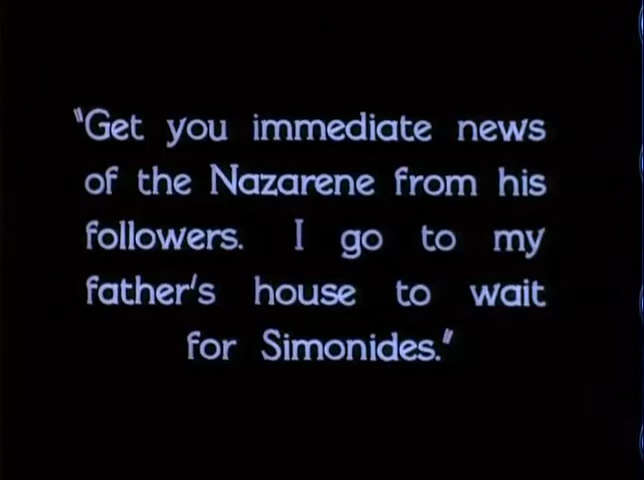 "Get you immediate news
of the Nazarene from his
followers. I go to my
father's house to wait
for Simonides."